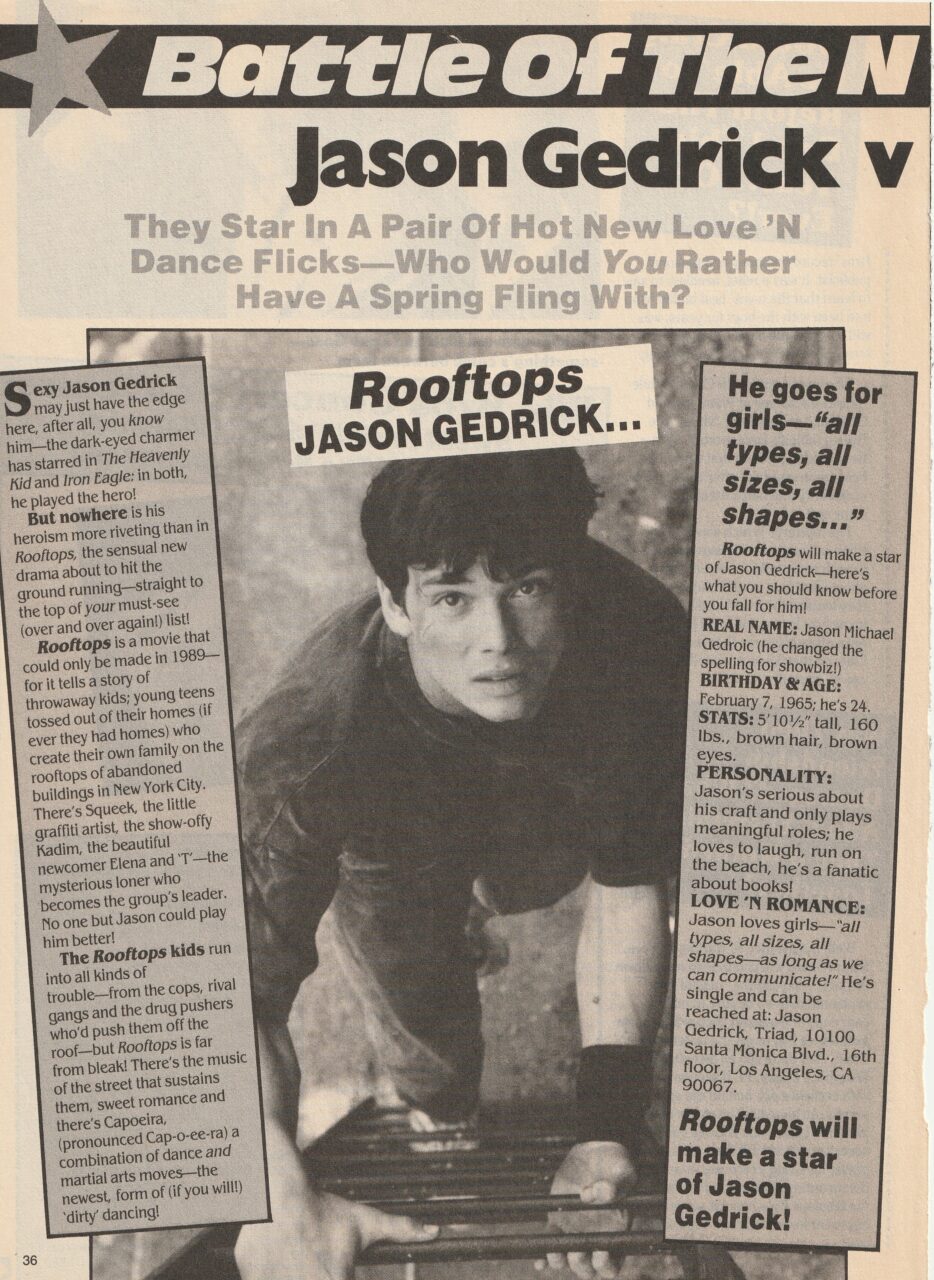 Battle Of The N
Jason Gedrick v
They Star In A Pair Of Hot New Love 'N
Dance Flicks—Who Would You Rather
Have A Spring Fling With?
Rooftops
JASON GEDRICK...
Sexy Jason Gedrick
may just have the edge
here, after all, you know
him—the dark-eyed charmer
has starred in The Heavenly
Kid and Iron Eagle: in both,
he played the hero!
But nowhere is his
heroism more riveting than in
Rooftops, the sensual new
drama about to hit the
ground running—straight to
the top of your must-see
(over and over again!) list!
Rooftops is a movie that
could only be made in 1989—
for it tells a story of
throwaway kids; young teens
tossed out of their homes (if
ever they had homes) who
create their own family on the
rooftops of abandoned
buildings in New York City.
There's Squeek, the little
graffiti artist, the show-offy
Kadim, the beautiful
newcomer Elena and 'T'—the
mysterious loner who
becomes the group's leader.
No one but Jason could play
him better!
The Rooftops kids run
into all kinds of
trouble—from the cops, rival
gangs and the drug pushers
who'd push them off the
roof—but Rooftops is far
from bleak! There's the music
of the street that sustains
them, sweet romance and
there's Capoeira,
(pronounced Cap-o-ee-ra) a
combination of dance and
martial arts moves—the
newest, form of (if you will!)
'dirty' dancing!
He goes for
girls—“all
types, all
sizes, all
shapes...”
Rooftops will make a star
of Jason Gedrick—here's
what you should know before
you fall for him!
REAL NAME: Jason Michael
Gedroic (he changed the
spelling for showbiz!)
BIRTHDAY & AGE:
February 7, 1965; he's 24.
STATS: 5'10½" tall, 160
lbs., brown hair, brown
eyes.
PERSONALITY:
Jason's serious about
his craft and only plays
meaningful roles; he
loves to laugh, run on
the beach, he's a fanatic
about books!
LOVE 'N ROMANCE:
Jason loves girls—"all
types, all sizes, all
shapes—as long as we
can communicate!" He's
single and can be
reached at: Jason
Gedrick, Triad, 10100
Santa Monica Blvd., 16th
floor, Los Angeles, CA
90067.
Rooftops will
make a star
of Jason
Gedrick!
36